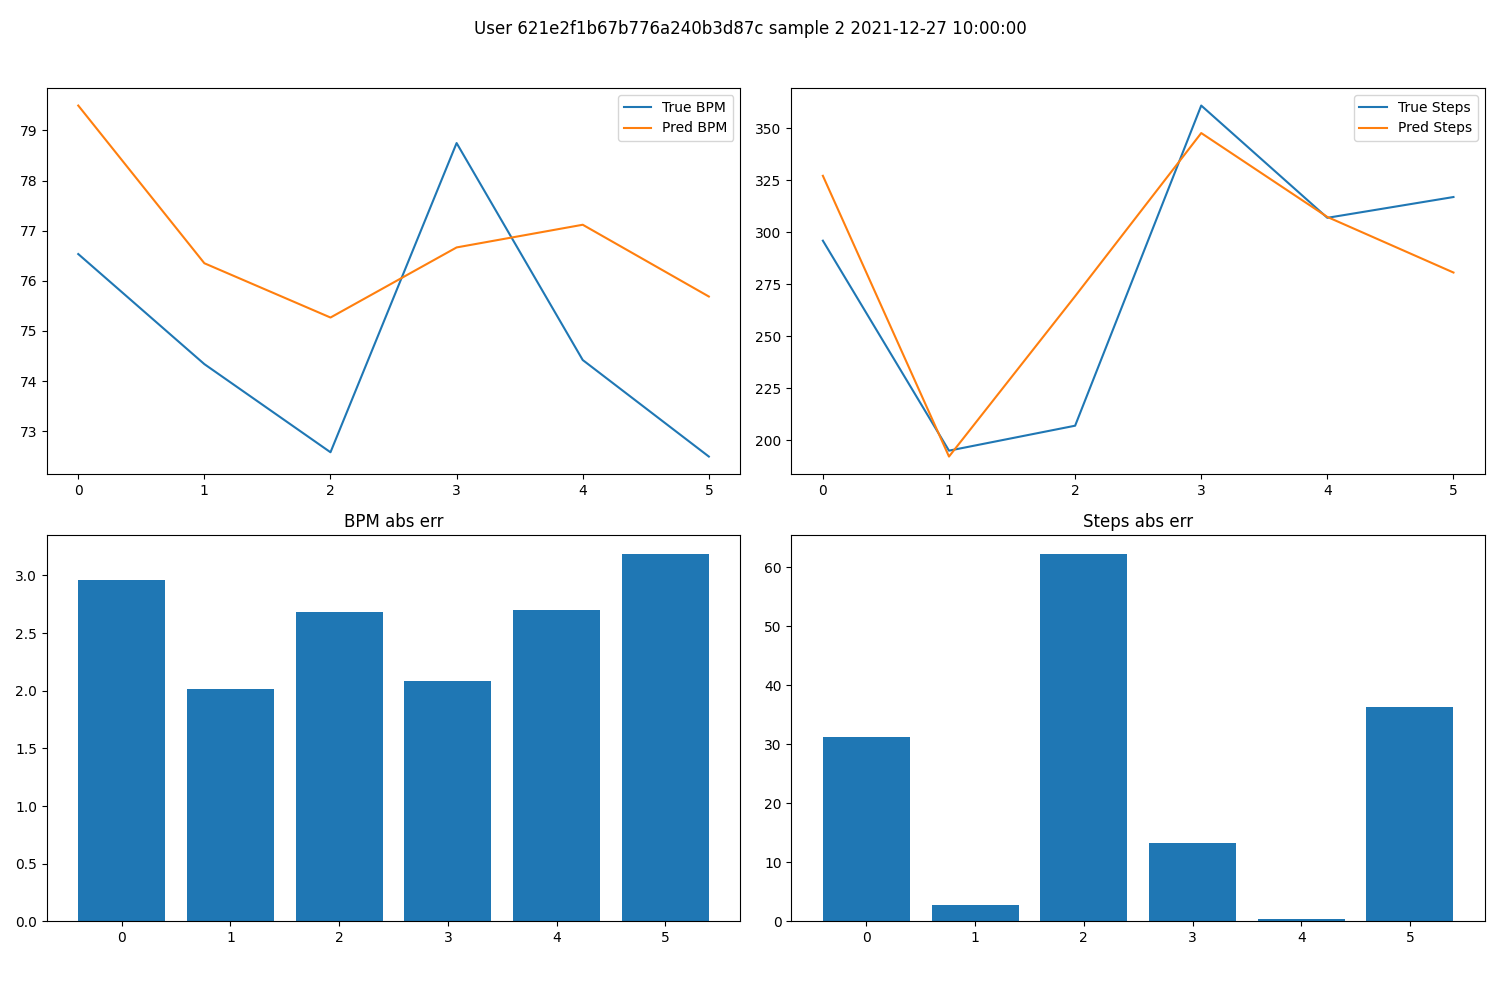 User 621e2f1b67b776a240b3d87c sample 2 2021-12-27 10:00:00
True BPM
Pred BPM
79
78
77
76
75
74
73
0 1 2 3 4 5
True Steps
Pred Steps
350
325
300
275
250
225
200
0 1 2 3 4 5
BPM abs err
3.0
2.5
2.0
1.5
1.0
0.5
0.0
0 1 2 3 4 5
Steps abs err
60
50
40
30
20
10
0
0 1 2 3 4 5